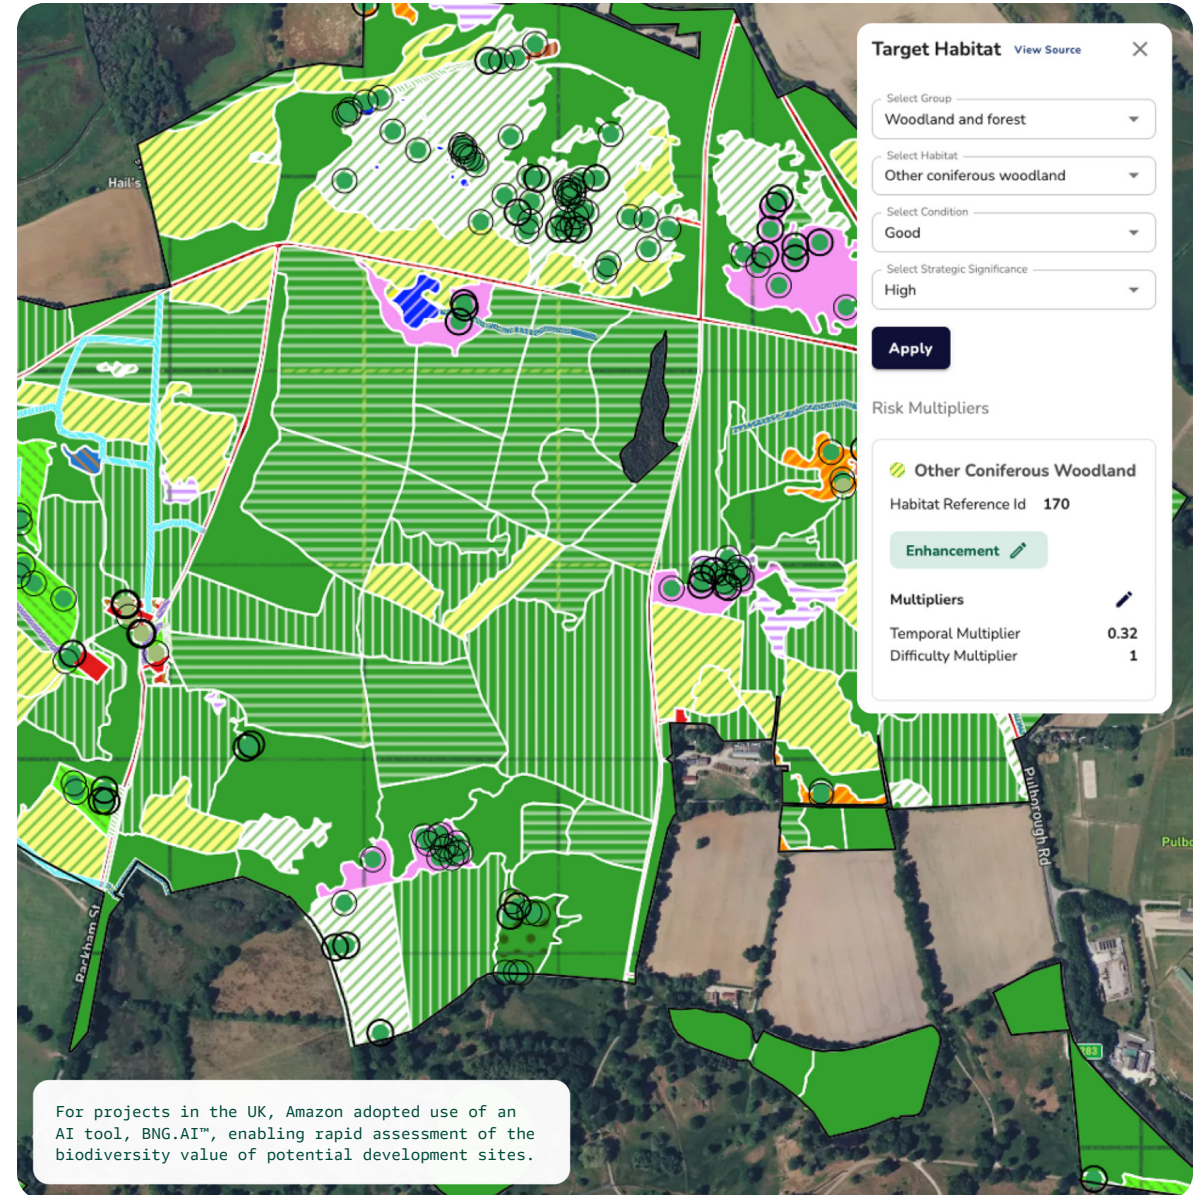 Target Habitat View Source
Select Group
Woodland and forest
Select Habitat
Other coniferous woodland
Select Condition
Good
Select Strategic Significance
High
Apply
Risk Multipliers
Other Coniferous Woodland
Habitat Reference Id 170
Enhancement
Multipliers
Temporal Multiplier 0.32
Difficulty Multiplier 1
Hail's
Pulborough Rd
Rackham St
283
For projects in the UK, Amazon adopted use of an
AI tool, BNG.AI™, enabling rapid assessment of the
biodiversity value of potential development sites.